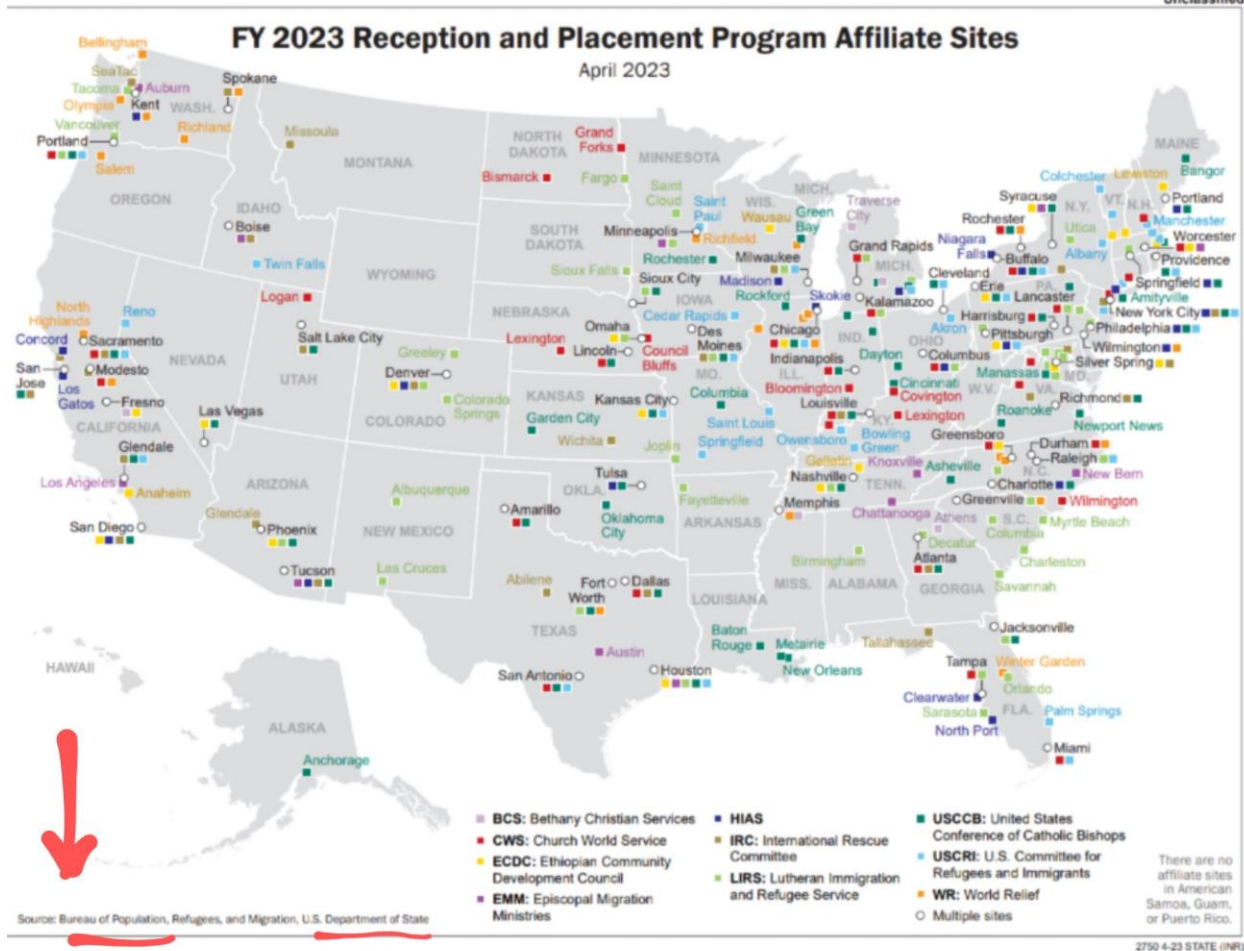 Unclassified
FY 2023 Reception and Placement Program Affiliate Sites
April 2023
Bellingham
SeaTac
Tacoma
Auburn
Olympia
Kent
WASH.
Spokane
Vancouver
Richland
Portland
Salem
OREGON
Missoula
MONTANA
IDAHO
Boise
Twin Falls
WYOMING
NORTH
DAKOTA
Grand
Forks
Bismarck
Fargo
MINNESOTA
Saint
Cloud
Saint
Paul
Minneapolis
Richfield
Rochester
SOUTH
DAKOTA
Sioux Falls
Sioux City
WIS.
Wausau
Green
Bay
Milwaukee
Madison
MICH.
Traverse
City
Grand Rapids
MICH.
Kalamazoo
Rockford
Skokie
Chicago
IOWA
Cedar Rapids
Des
Moines
NEBRASKA
Omaha
Lexington
Lincoln
Council
Bluffs
North
Highlands
Reno
Concord
Sacramento
San
Jose
Modesto
Los
Gatos
Fresno
CALIFORNIA
NEVADA
Las Vegas
Glendale
Los Angeles
Anaheim
San Diego
Logan
Salt Lake City
UTAH
Greeley
Denver
Colorado
Springs
COLORADO
KANSAS
Garden City
Kansas City
Wichita
MO.
Columbia
Saint Louis
Springfield
Joplin
ILL.
IND.
Indianapolis
Bloomington
Louisville
KY.
Owensboro
Bowling
Green
Lexington
Covington
Cincinnati
Dayton
OHIO
Columbus
Cleveland
Akron
W.V.
VA.
MD.
PA.
Erie
Pittsburgh
Lancaster
Harrisburg
Manassas
Roanoke
Richmond
Newport News
Silver Spring
Wilmington
Philadelphia
New York City
Amityville
Springfield
Providence
Worcester
Manchester
Portland
Bangor
MAINE
Lewiston
Colchester
VT.
N.H.
N.Y.
Syracuse
Rochester
Utica
Albany
Niagara
Falls
Buffalo
ARIZONA
Glendale
Phoenix
Tucson
NEW MEXICO
Albuquerque
Las Cruces
OKLA.
Tulsa
Oklahoma
City
Amarillo
Fayetteville
ARKANSAS
TEXAS
Abilene
Fort
Worth
Dallas
Austin
San Antonio
Houston
LOUISIANA
Baton
Rouge
Metairie
New Orleans
MISS.
ALABAMA
Birmingham
GEORGIA
Atlanta
Athens
Decatur
Savannah
TENN.
Gallatin
Nashville
Memphis
Knoxville
Chattanooga
Asheville
N.C.
Greensboro
Durham
Raleigh
New Bern
Charlotte
Greenville
Wilmington
S.C.
Columbia
Myrtle Beach
Charleston
Tallahassee
Jacksonville
Tampa
Winter Garden
Orlando
Clearwater
Sarasota
North Port
FLA.
Palm Springs
Miami
HAWAII
ALASKA
Anchorage
BCS: Bethany Christian Services
CWS: Church World Service
ECDC: Ethiopian Community
Development Council
EMM: Episcopal Migration
Ministries
HIAS
IRC: International Rescue
Committee
LIRS: Lutheran Immigration
and Refugee Service
USCCB: United States
Conference of Catholic Bishops
USCRI: U.S. Committee for
Refugees and Immigrants
WR: World Relief
Multiple sites
There are no
affiliate sites
in American
Samoa, Guam,
or Puerto Rico.
Source: Bureau of Population, Refugees, and Migration, U.S. Department of State
2750 4-23 STATE (INR)